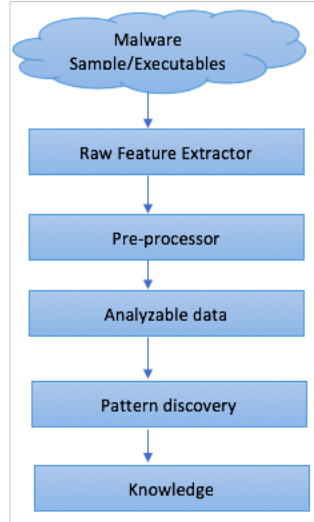 Malware
Sample/Executables
Raw Feature Extractor
Pre-processor
Analyzable data
Pattern discovery
Knowledge